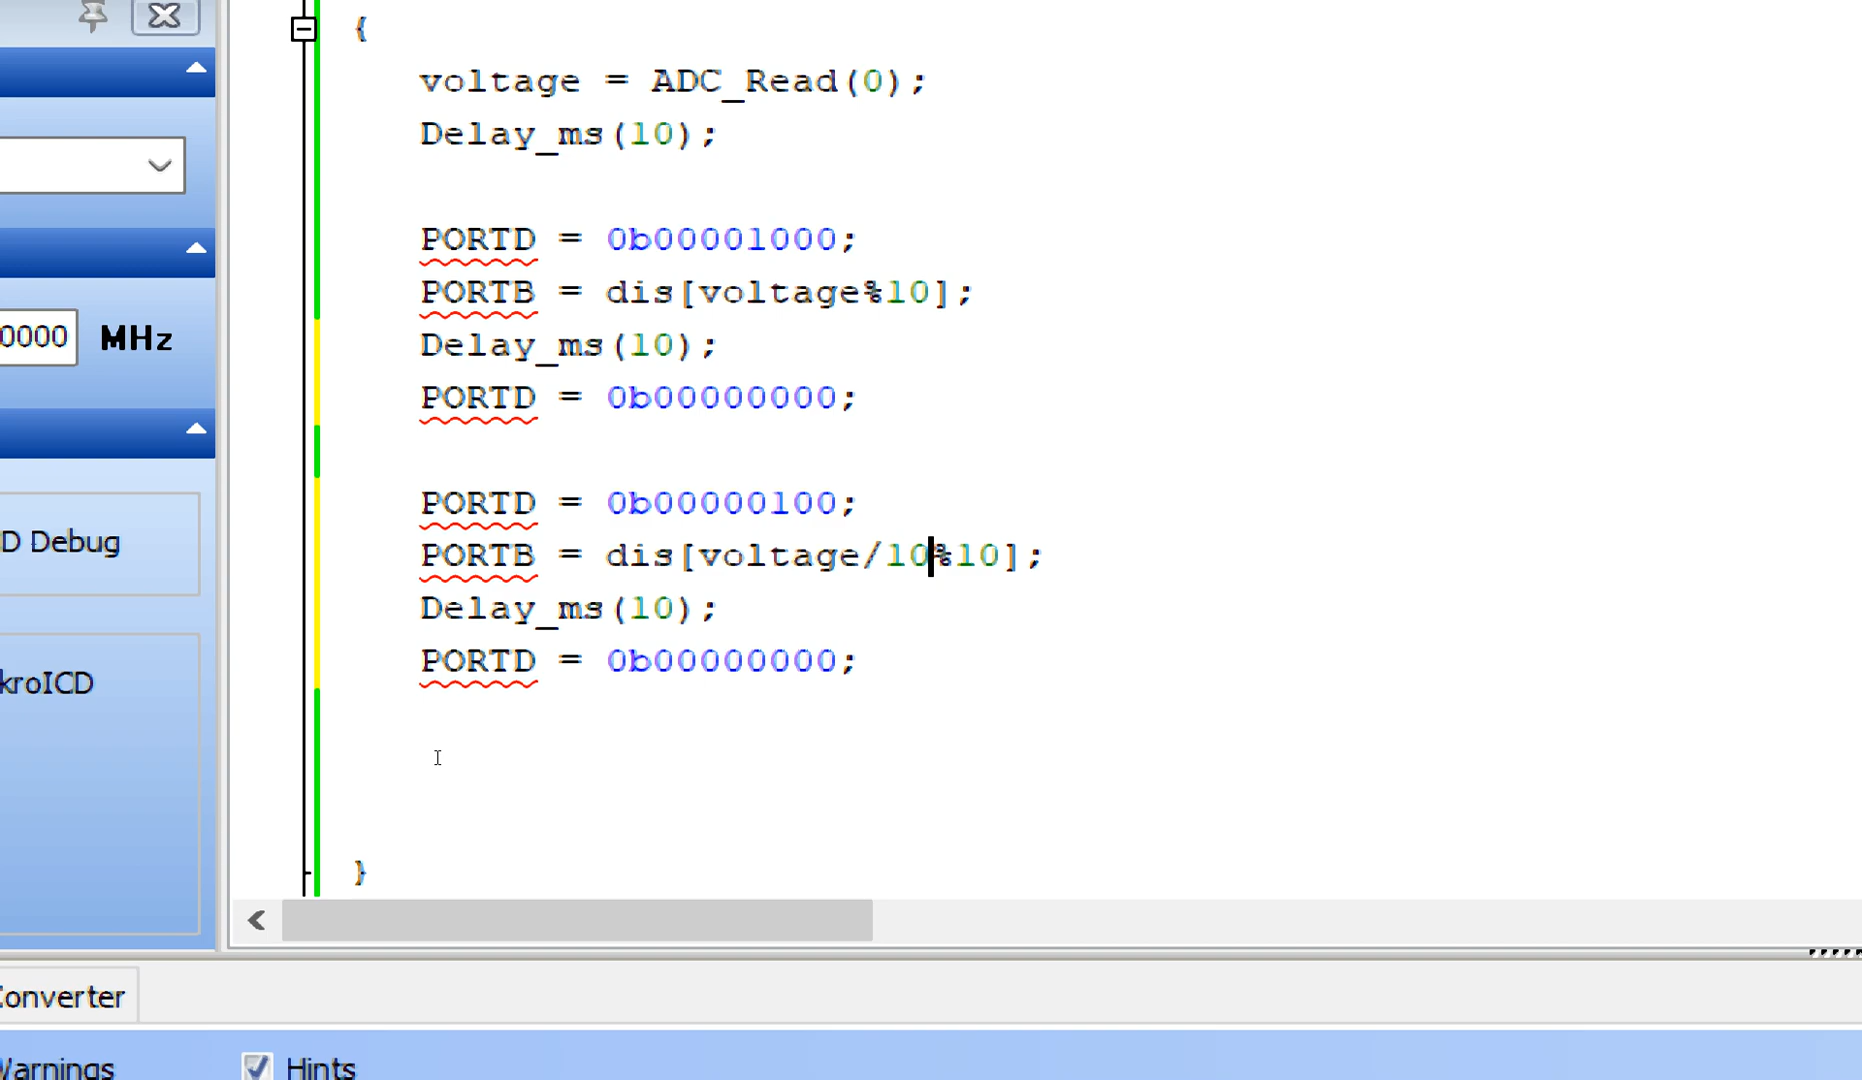 {
voltage = ADC_Read(0);
Delay_ms(10);
PORTD = 0b00001000;
PORTB = dis[voltage%10];
0000 MHz
Delay_ms(10);
PORTD = 0b00000000;
PORTD = 0b00000100;
D Debug
PORTB = dis[voltage/10%10];
Delay_ms(10);
PORTD = 0b00000000;
kroICD
}
Converter
Warnings
Hints